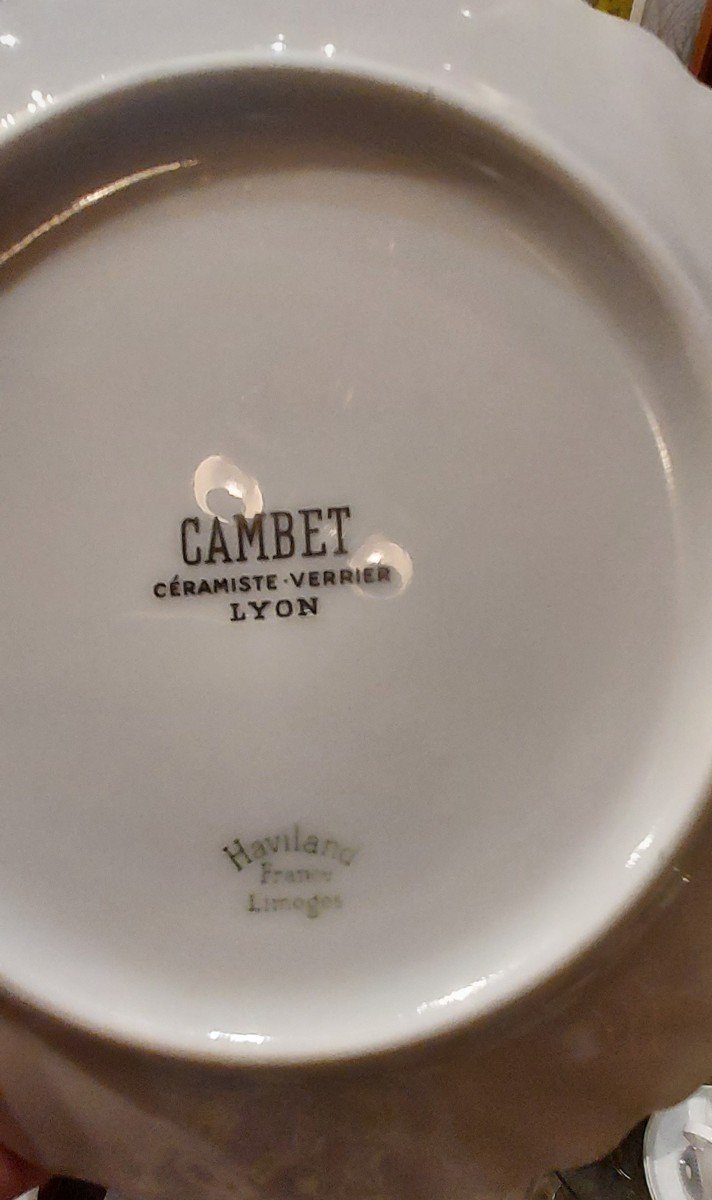 CAMBET
CÉRAMISTE·VERRIER
LYON
Haviland
France
Limoges